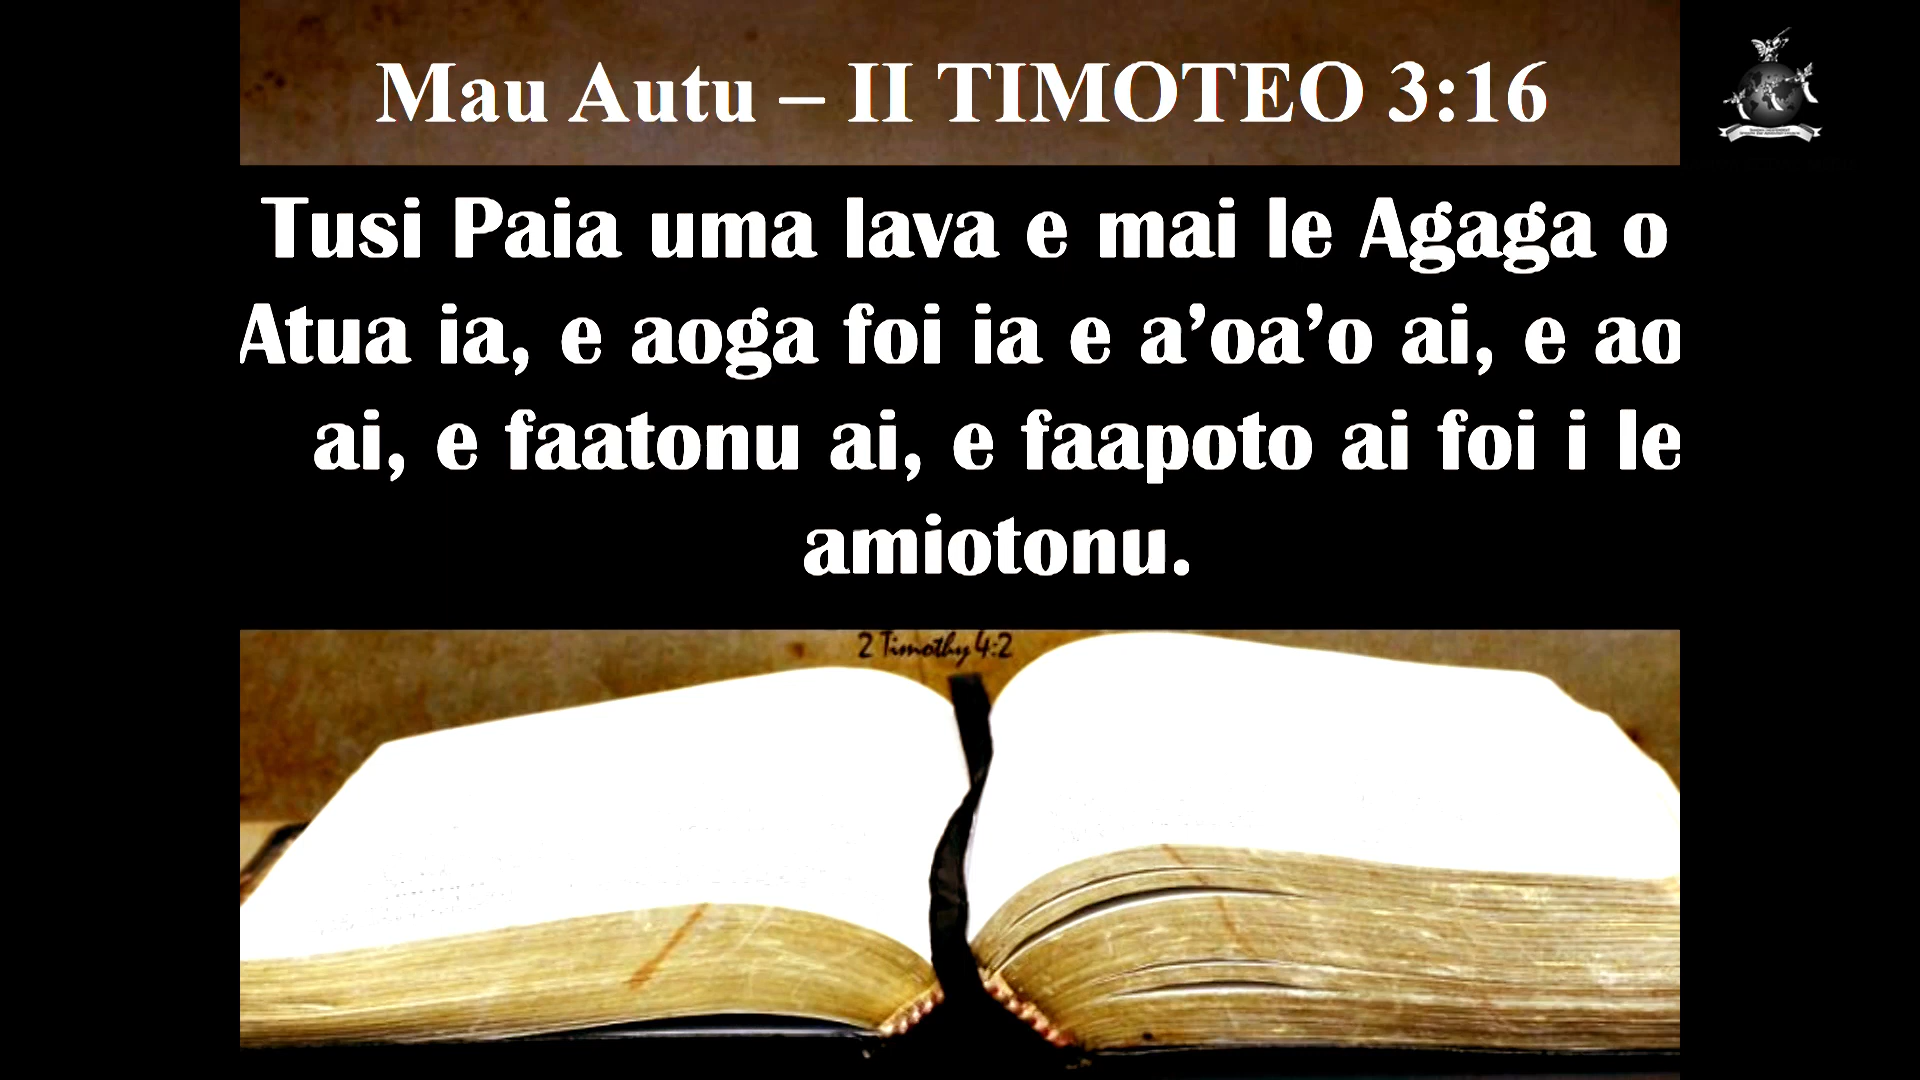 Mau Autu – II TIMOTEO 3:16
Tusi Paia uma lava e mai le Agaga o
Atua ia, e aoga foi ia e a’oa’o ai, e ao
ai, e faatonu ai, e faapoto ai foi i le
amiotonu.
2 Timothy 4:2